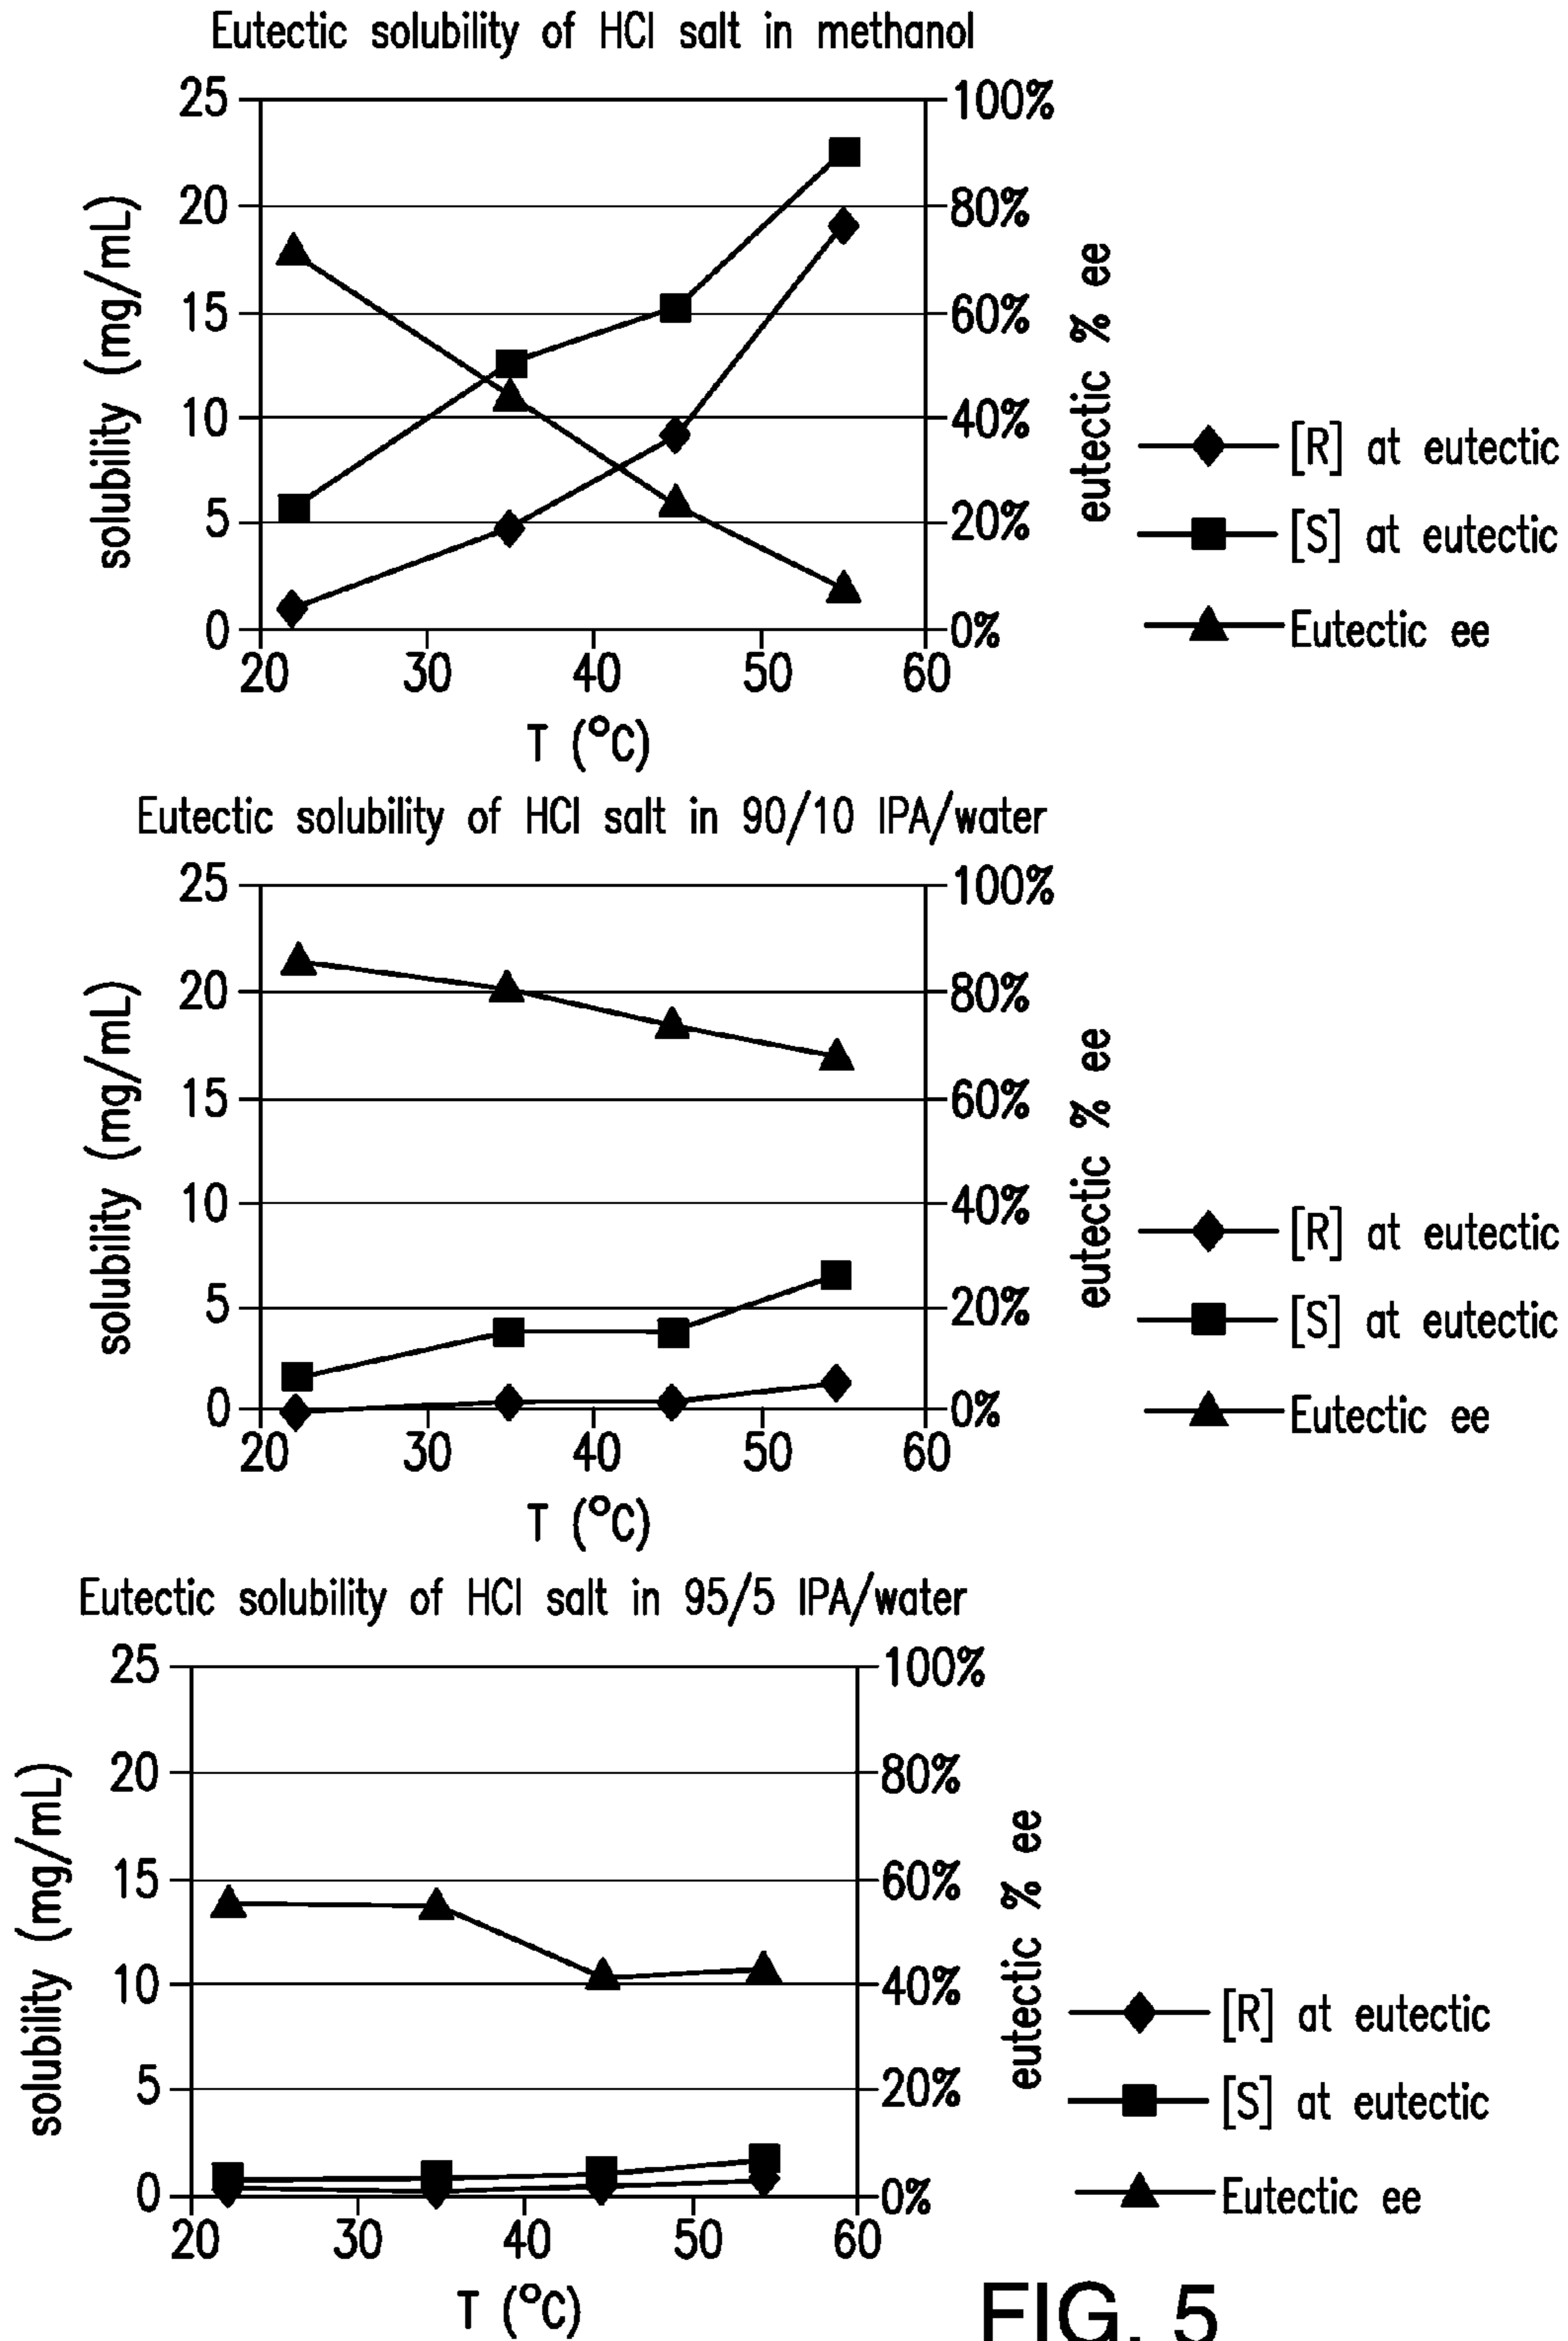 Eutectic solubility of HCl salt in methanol
25
20
15
10
5
0
100%
80%
60%
40%
20%
0%
20 30 40 50 60
solubility (mg/mL)
eutectic % ee
T (°C)
[R] at eutectic
[S] at eutectic
Eutectic ee
Eutectic solubility of HCl salt in 90/10 IPA/water
25
20
15
10
5
0
100%
80%
60%
40%
20%
0%
20 30 40 50 60
solubility (mg/mL)
eutectic % ee
T (°C)
[R] at eutectic
[S] at eutectic
Eutectic ee
Eutectic solubility of HCl salt in 95/5 IPA/water
25
20
15
10
5
0
100%
80%
60%
40%
20%
0%
20 30 40 50 60
solubility (mg/mL)
eutectic % ee
T (°C)
[R] at eutectic
[S] at eutectic
Eutectic ee
FIG. 5